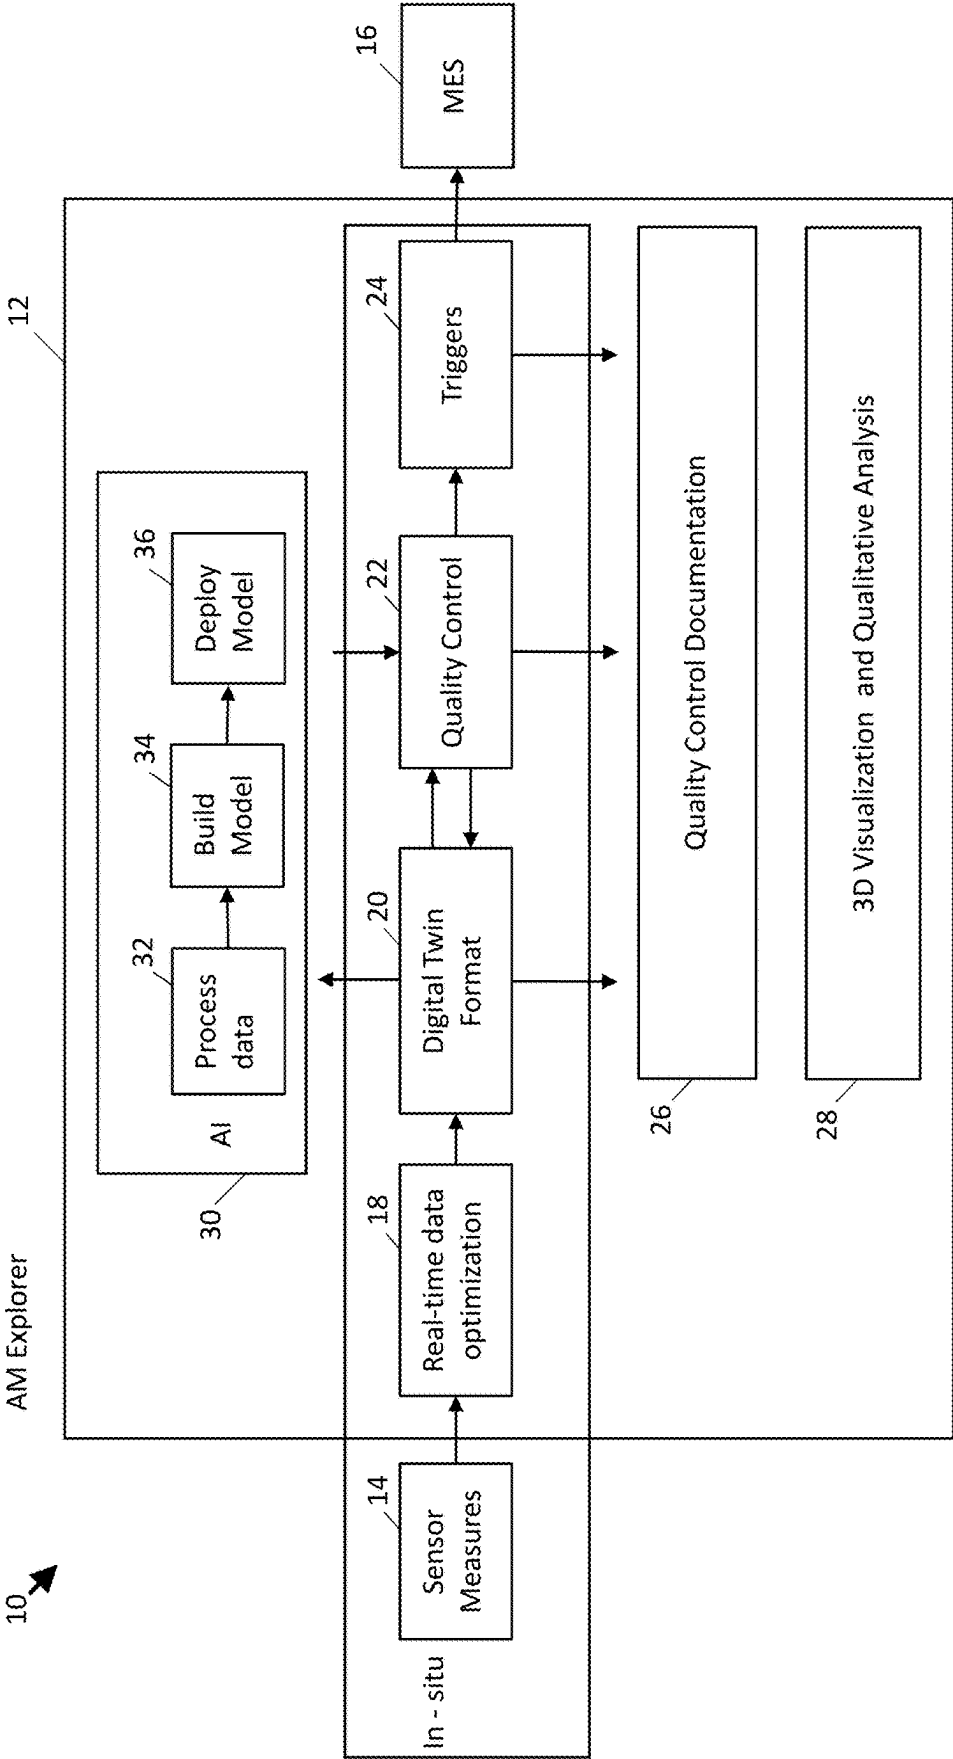 10
AM Explorer
12
30
AI
32
Process
data
34
Build
Model
36
Deploy
Model
In - situ
14
Sensor
Measures
18
Real-time data
optimization
20
Digital Twin
Format
22
Quality Control
24
Triggers
16
MES
26
Quality Control Documentation
28
3D Visualization and Qualitative Analysis